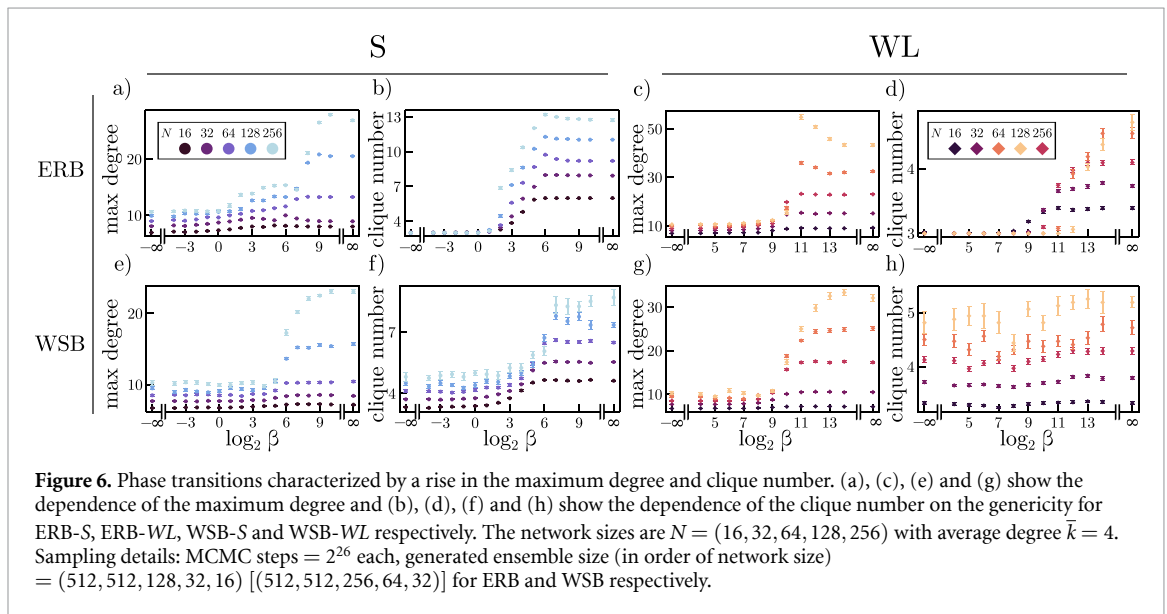 S
WL
ERB
WSB
a)
max degree
20
10
−∞ −3 0 3 6 9 ∞
N 16 32 64 128 256
b)
clique number
13
11
9
7
5
3
−∞ −3 0 3 6 9 ∞
c)
max degree
50
30
10
−∞ 5 7 9 11 13 ∞
d)
clique number
4
3
−∞ 5 7 9 11 13 ∞
N 16 32 64 128 256
e)
max degree
20
10
−∞ −3 0 3 6 9 ∞
log₂ β
f)
clique number
7
4
−∞ −3 0 3 6 9 ∞
log₂ β
g)
max degree
30
20
10
−∞ 5 7 9 11 13 ∞
log₂ β
h)
clique number
4
−∞ 5 7 9 11 13 ∞
log₂ β
Figure 6. Phase transitions characterized by a rise in the maximum degree and clique number. (a), (c), (e) and (g) show the
dependence of the maximum degree and (b), (d), (f) and (h) show the dependence of the clique number on the genericity for
ERB-S, ERB-WL, WSB-S and WSB-WL respectively. The network sizes are N = (16, 32, 64, 128, 256) with average degree k̅ = 4.
Sampling details: MCMC steps = 2²⁶ each, generated ensemble size (in order of network size)
= (512, 512, 128, 32, 16) [(512, 512, 256, 64, 32)] for ERB and WSB respectively.